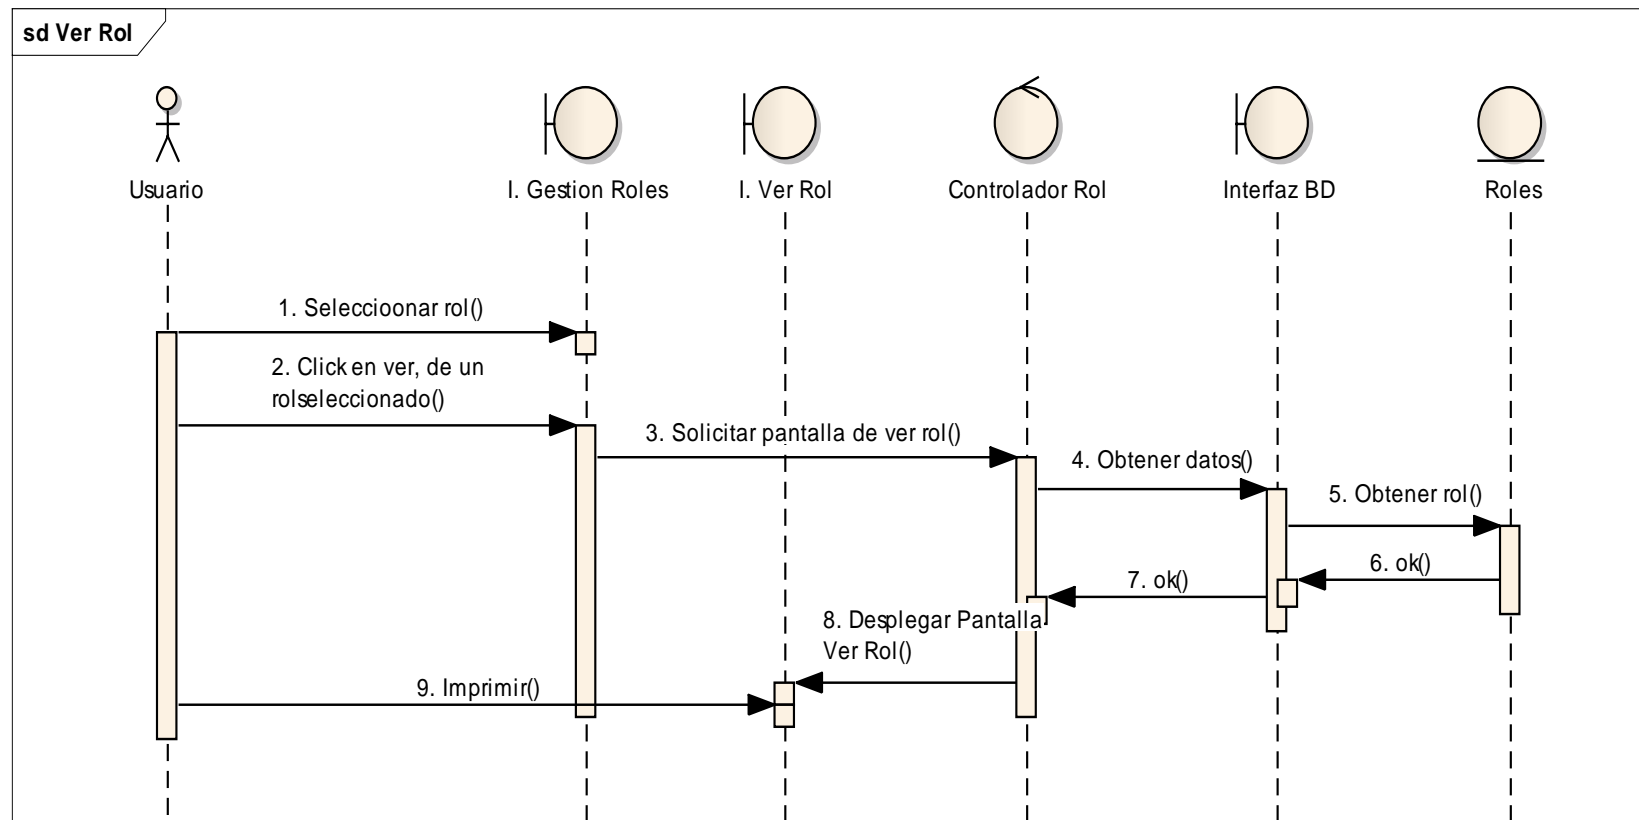 sd Ver Rol
Usuario
I. Gestion Roles
I. Ver Rol
Controlador Rol
Interfaz BD
Roles
1. Seleccioonar rol()
2. Click en ver, de un
rolseleccionado()
3. Solicitar pantalla de ver rol()
4. Obtener datos()
5. Obtener rol()
6. ok()
7. ok()
8. Desplegar Pantalla
Ver Rol()
9. Imprimir()